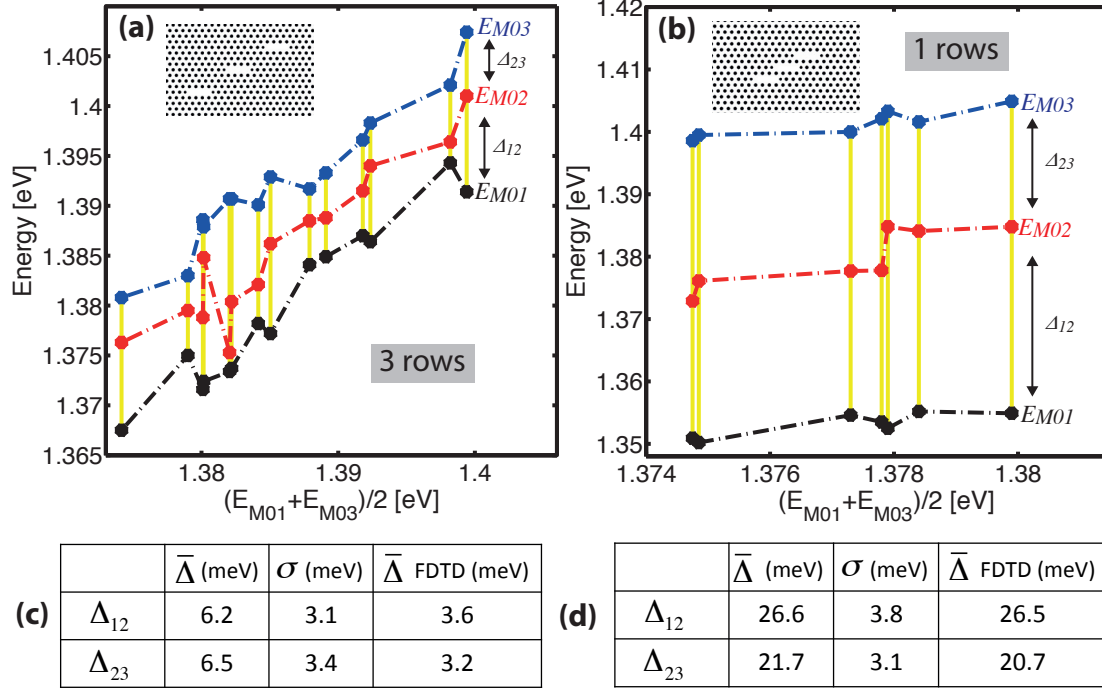 (a)
E_M03
Δ_23
E_M02
Δ_12
E_M01
3 rows
Energy [eV]
1.405
1.4
1.395
1.39
1.385
1.38
1.375
1.37
1.365
1.38 1.39 1.4
(E_M01+E_M03)/2 [eV]
(b)
1 rows
E_M03
Δ_23
E_M02
Δ_12
E_M01
Energy [eV]
1.42
1.41
1.4
1.39
1.38
1.37
1.36
1.35
1.374 1.376 1.378 1.38
(E_M01+E_M03)/2 [eV]
(c)
Δ̅ (meV) σ (meV) Δ̅ FDTD (meV)
Δ_12 6.2 3.1 3.6
Δ_23 6.5 3.4 3.2
(d)
Δ̅ (meV) σ (meV) Δ̅ FDTD (meV)
Δ_12 26.6 3.8 26.5
Δ_23 21.7 3.1 20.7